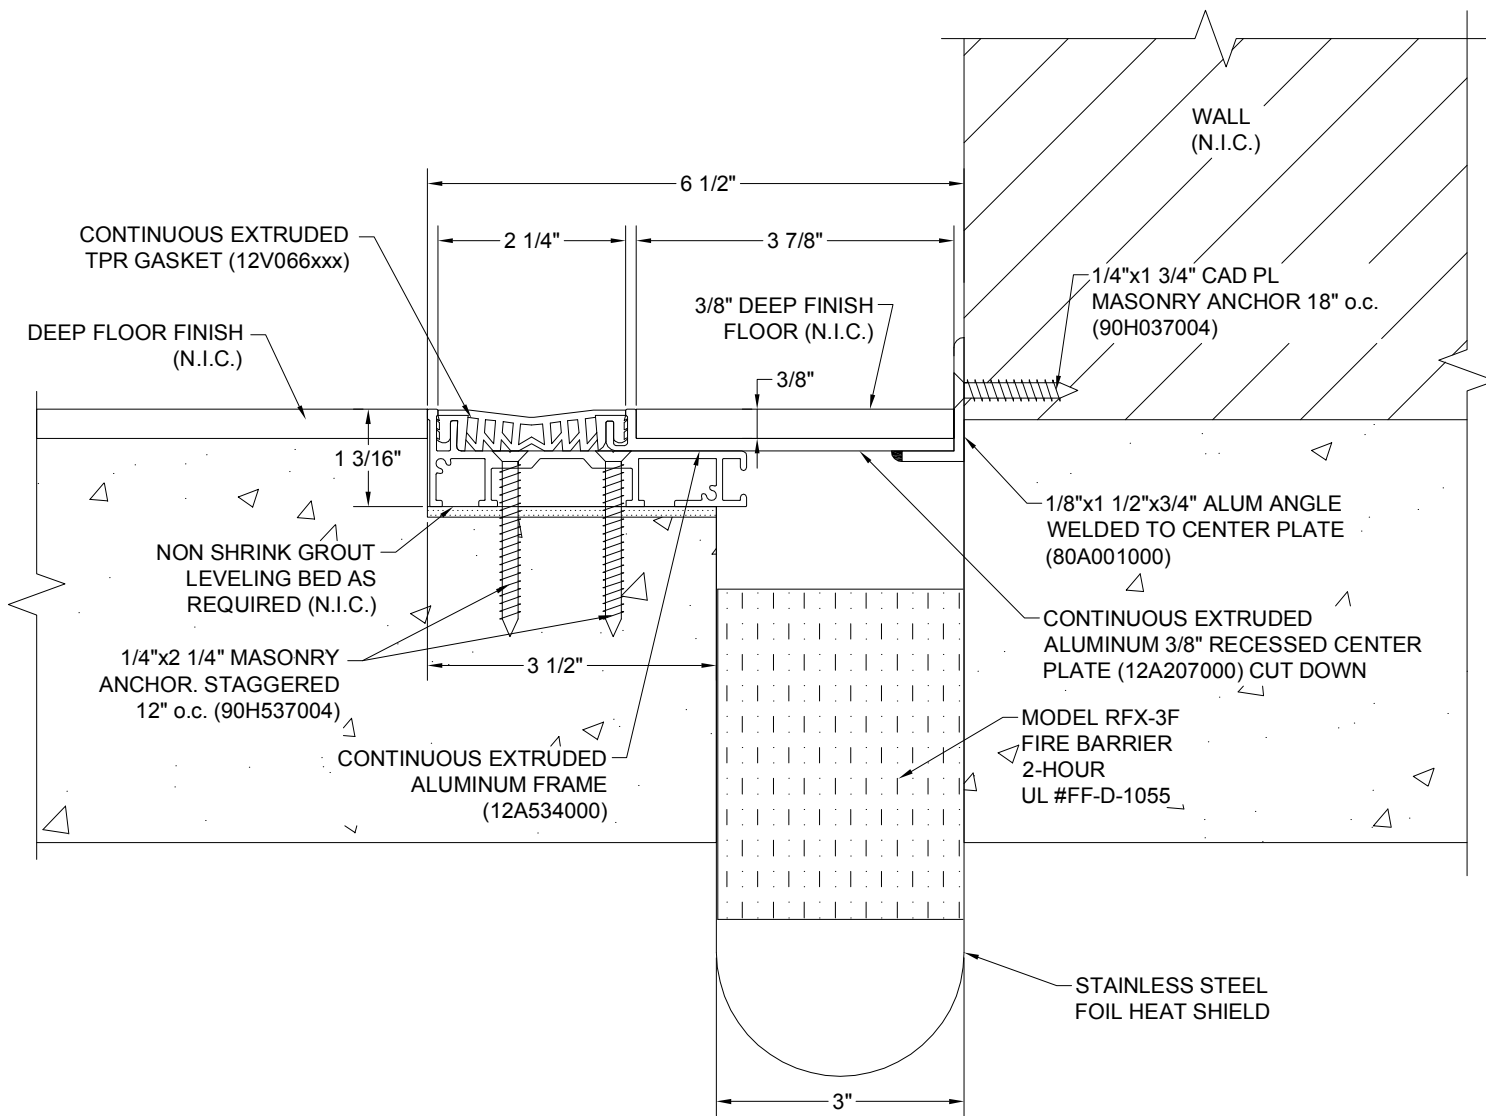 WALL
(N.I.C.)
6 1/2"
CONTINUOUS EXTRUDED
TPR GASKET (12V066xxx)
2 1/4"
3 7/8"
1/4"x1 3/4" CAD PL
MASONRY ANCHOR 18" o.c.
(90H037004)
3/8" DEEP FINISH
FLOOR (N.I.C.)
DEEP FLOOR FINISH
(N.I.C.)
3/8"
1 3/16"
1/8"x1 1/2"x3/4" ALUM ANGLE
WELDED TO CENTER PLATE
(80A001000)
NON SHRINK GROUT
LEVELING BED AS
REQUIRED (N.I.C.)
CONTINUOUS EXTRUDED
ALUMINUM 3/8" RECESSED CENTER
PLATE (12A207000) CUT DOWN
1/4"x2 1/4" MASONRY
ANCHOR. STAGGERED
12" o.c. (90H537004)
3 1/2"
MODEL RFX-3F
FIRE BARRIER
2-HOUR
UL #FF-D-1055
CONTINUOUS EXTRUDED
ALUMINUM FRAME
(12A534000)
STAINLESS STEEL
FOIL HEAT SHIELD
3"